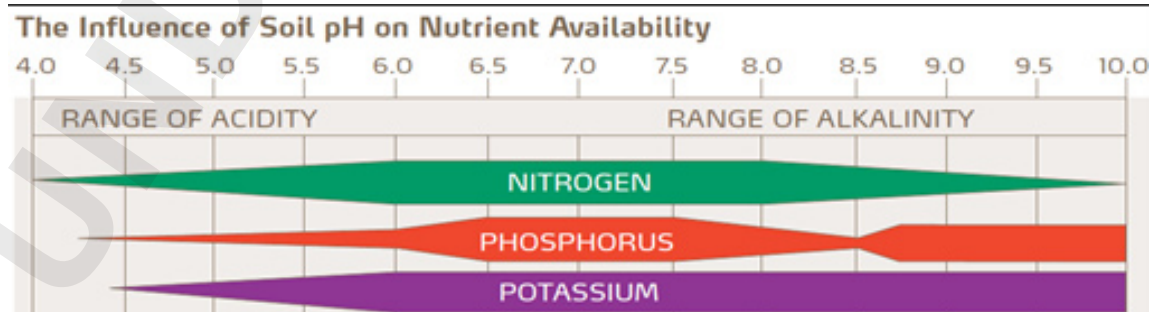 The Influence of Soil pH on Nutrient Availability
4.0 4.5 5.0 5.5 6.0 6.5 7.0 7.5 8.0 8.5 9.0 9.5 10.0
RANGE OF ACIDITY RANGE OF ALKALINITY
NITROGEN
PHOSPHORUS
POTASSIUM